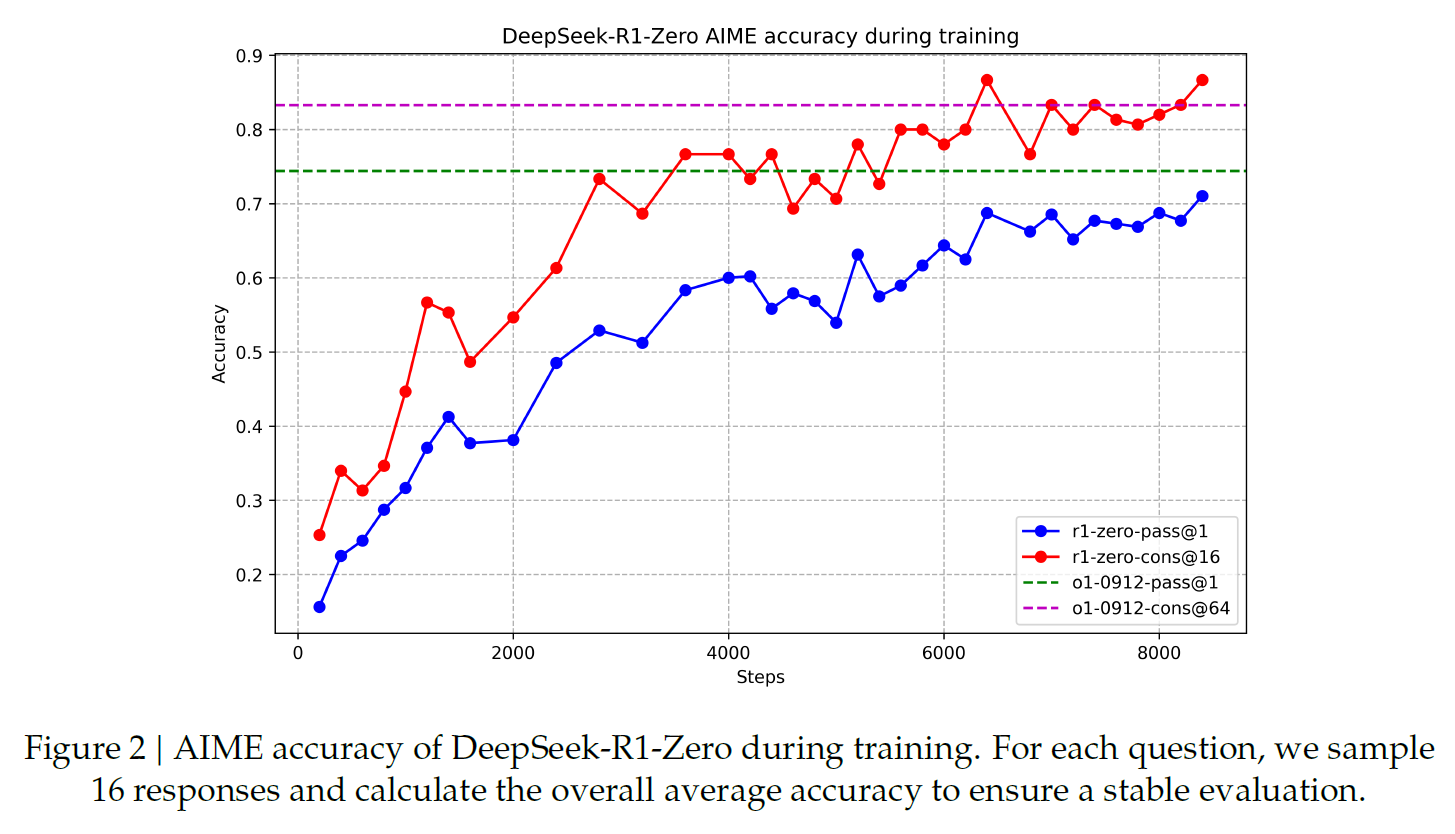 DeepSeek-R1-Zero AIME accuracy during training
0.9
0.8
0.7
0.6
0.5
0.4
0.3
0.2
Accuracy
r1-zero-pass@1
r1-zero-cons@16
o1-0912-pass@1
o1-0912-cons@64
0 2000 4000 6000 8000
Steps
Figure 2 | AIME accuracy of DeepSeek-R1-Zero during training. For each question, we sample
16 responses and calculate the overall average accuracy to ensure a stable evaluation.